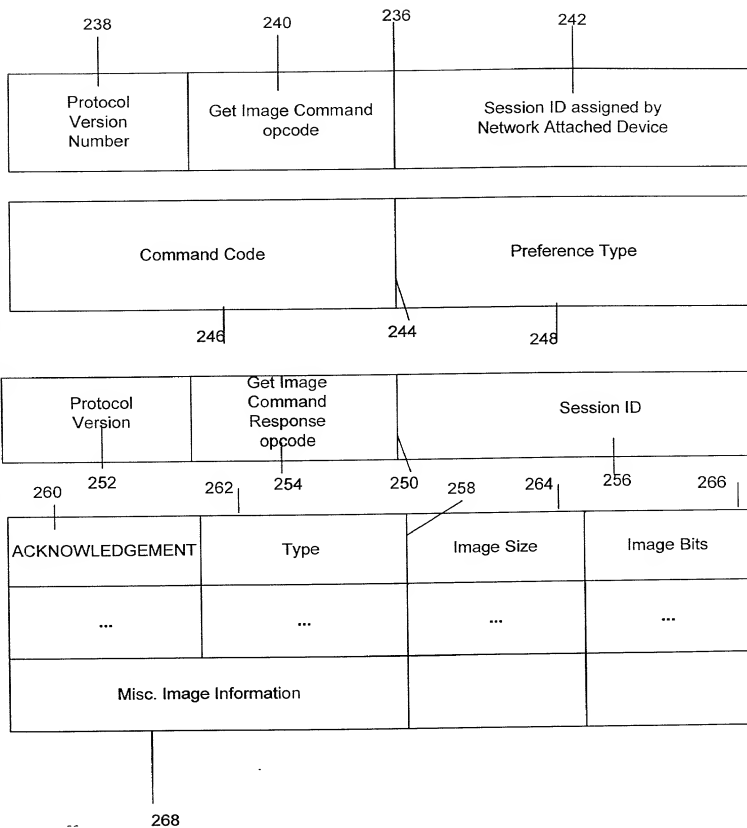 238 240 236 242
Protocol
Version
Number
Get Image Command
opcode
Session ID assigned by
Network Attached Device
Command Code
Preference Type
246 244 248
Protocol
Version
Get Image
Command
Response
opcode
Session ID
260 252 262 254 250 258 264 256 266
ACKNOWLEDGEMENT Type Image Size Image Bits
... ... ... ...
Misc. Image Information
268